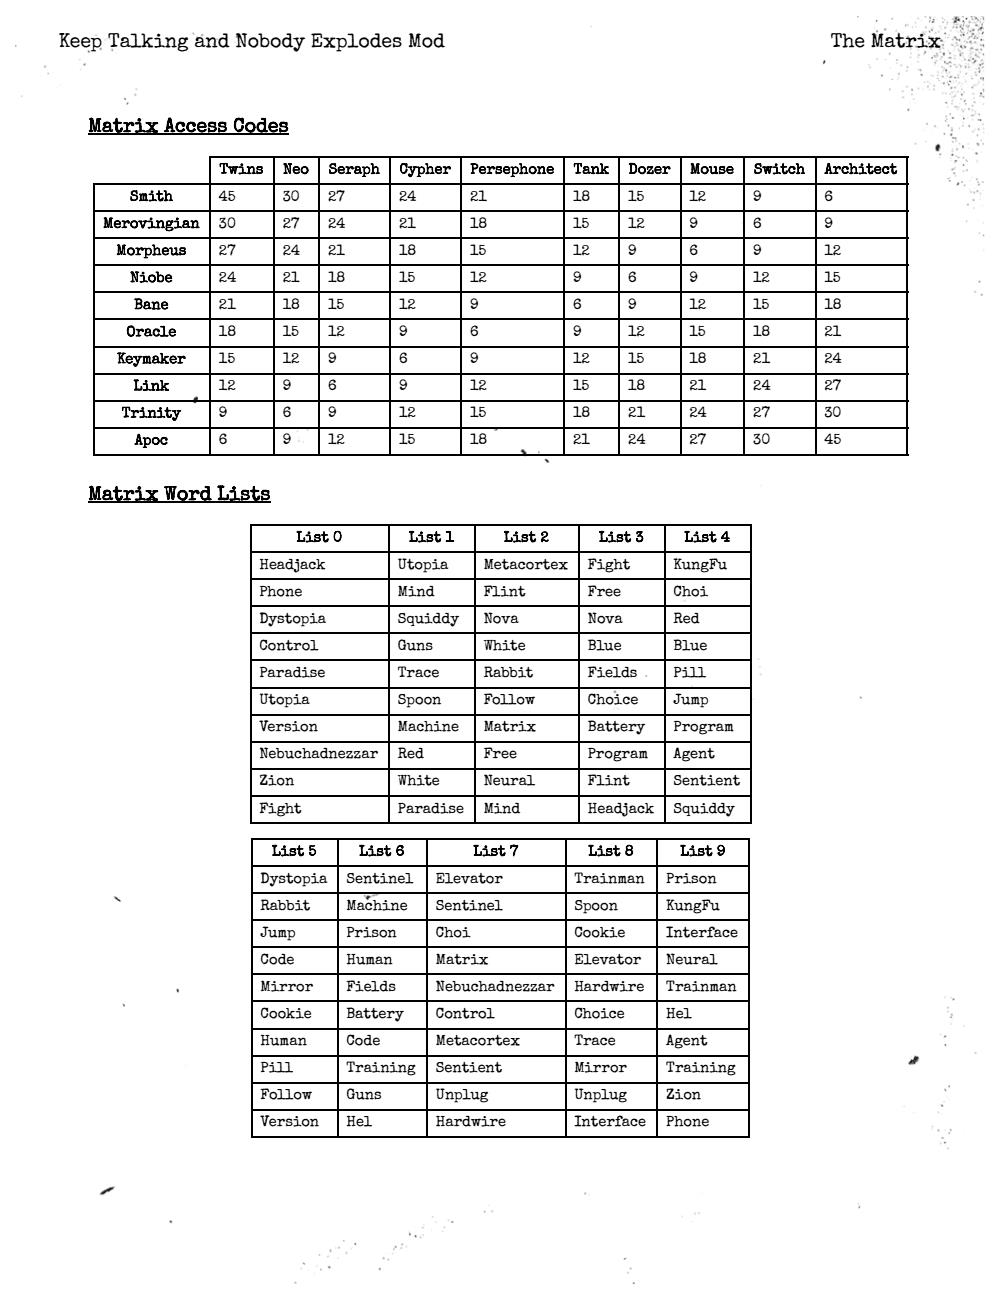 Keep Talking and Nobody Explodes Mod The Matrix
Matrix Access Codes
Twins Neo Seraph Cypher Persephone Tank Dozer Mouse Switch Architect
Smith 45 30 27 24 21 18 15 12 9 6
Merovingian 30 27 24 21 18 15 12 9 6 9
Morpheus 27 24 21 18 15 12 9 6 9 12
Niobe 24 21 18 15 12 9 6 9 12 15
Bane 21 18 15 12 9 6 9 12 15 18
Oracle 18 15 12 9 6 9 12 15 18 21
Keymaker 15 12 9 6 9 12 15 18 21 24
Link 12 9 6 9 12 15 18 21 24 27
Trinity 9 6 9 12 15 18 21 24 27 30
Apoc 6 9 12 15 18 21 24 27 30 45
Matrix Word Lists
List 0 List 1 List 2 List 3 List 4
Headjack Utopia Metacortex Fight KungFu
Phone Mind Flint Free Choi
Dystopia Squiddy Nova Nova Red
Control Guns White Blue Blue
Paradise Trace Rabbit Fields Pill
Utopia Spoon Follow Choice Jump
Version Machine Matrix Battery Program
Nebuchadnezzar Red Free Program Agent
Zion White Neural Flint Sentient
Fight Paradise Mind Headjack Squiddy
List 5 List 6 List 7 List 8 List 9
Dystopia Sentinel Elevator Trainman Prison
Rabbit Machine Sentinel Spoon KungFu
Jump Prison Choi Cookie Interface
Code Human Matrix Elevator Neural
Mirror Fields Nebuchadnezzar Hardwire Trainman
Cookie Battery Control Choice Hel
Human Code Metacortex Trace Agent
Pill Training Sentient Mirror Training
Follow Guns Unplug Unplug Zion
Version Hel Hardwire Interface Phone